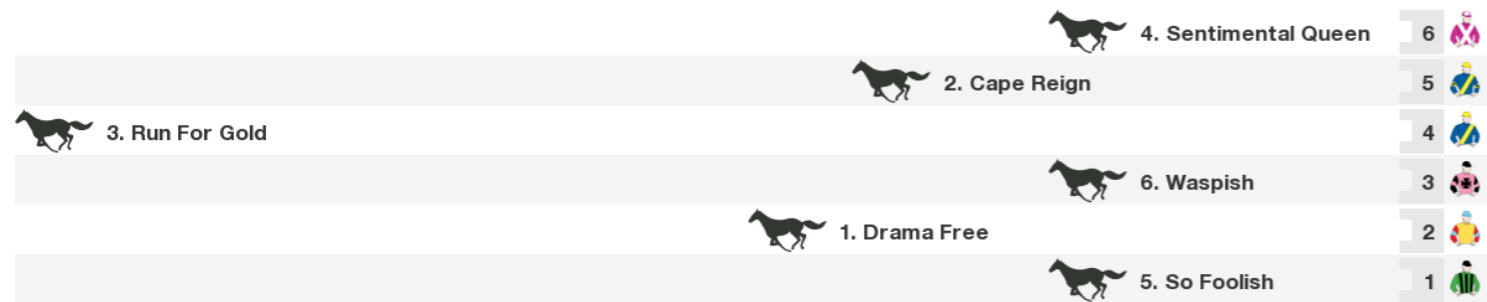 4. Sentimental Queen 6
2. Cape Reign 5
3. Run For Gold 4
6. Waspish 3
1. Drama Free 2
5. So Foolish 1